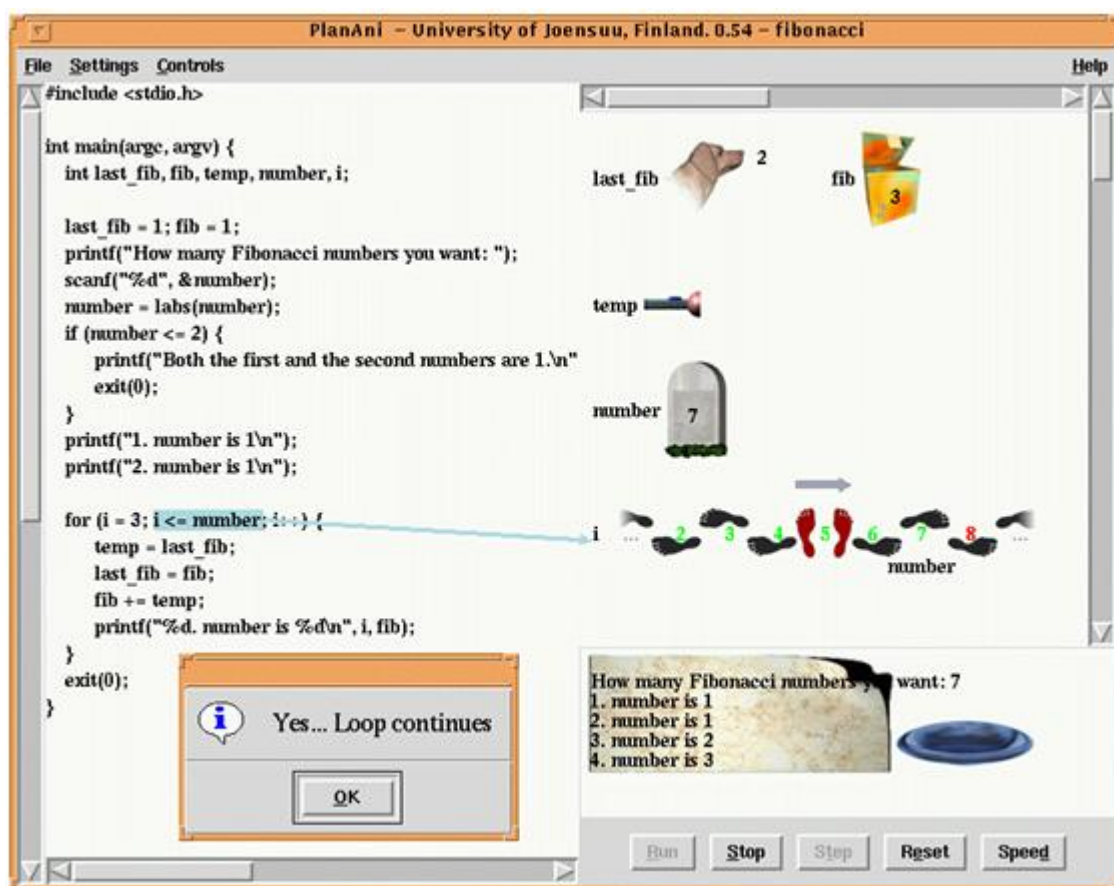 PlanAni – University of Joensuu, Finland. 0.54 – fibonacci
File Settings Controls Help
#include <stdio.h>
int main(argc, argv) {
int last_fib, fib, temp, number, i;
last_fib = 1; fib = 1;
printf("How many Fibonacci numbers you want: ");
scanf("%d", &number);
number = labs(number);
if (number <= 2) {
printf("Both the first and the second numbers are 1.\n"
exit(0);
}
printf("1. number is 1\n");
printf("2. number is 1\n");
for (i = 3; i <= number; i++) {
temp = last_fib;
last_fib = fib;
fib += temp;
printf("%d. number is %d\n", i, fib);
}
exit(0);
}
last_fib 2 fib 3
temp
number 7
i ... 2 3 4 5 6 7 8 ...
number
Yes... Loop continues
OK
How many Fibonacci numbers you want: 7
1. number is 1
2. number is 1
3. number is 2
4. number is 3
Run Stop Step Reset Speed